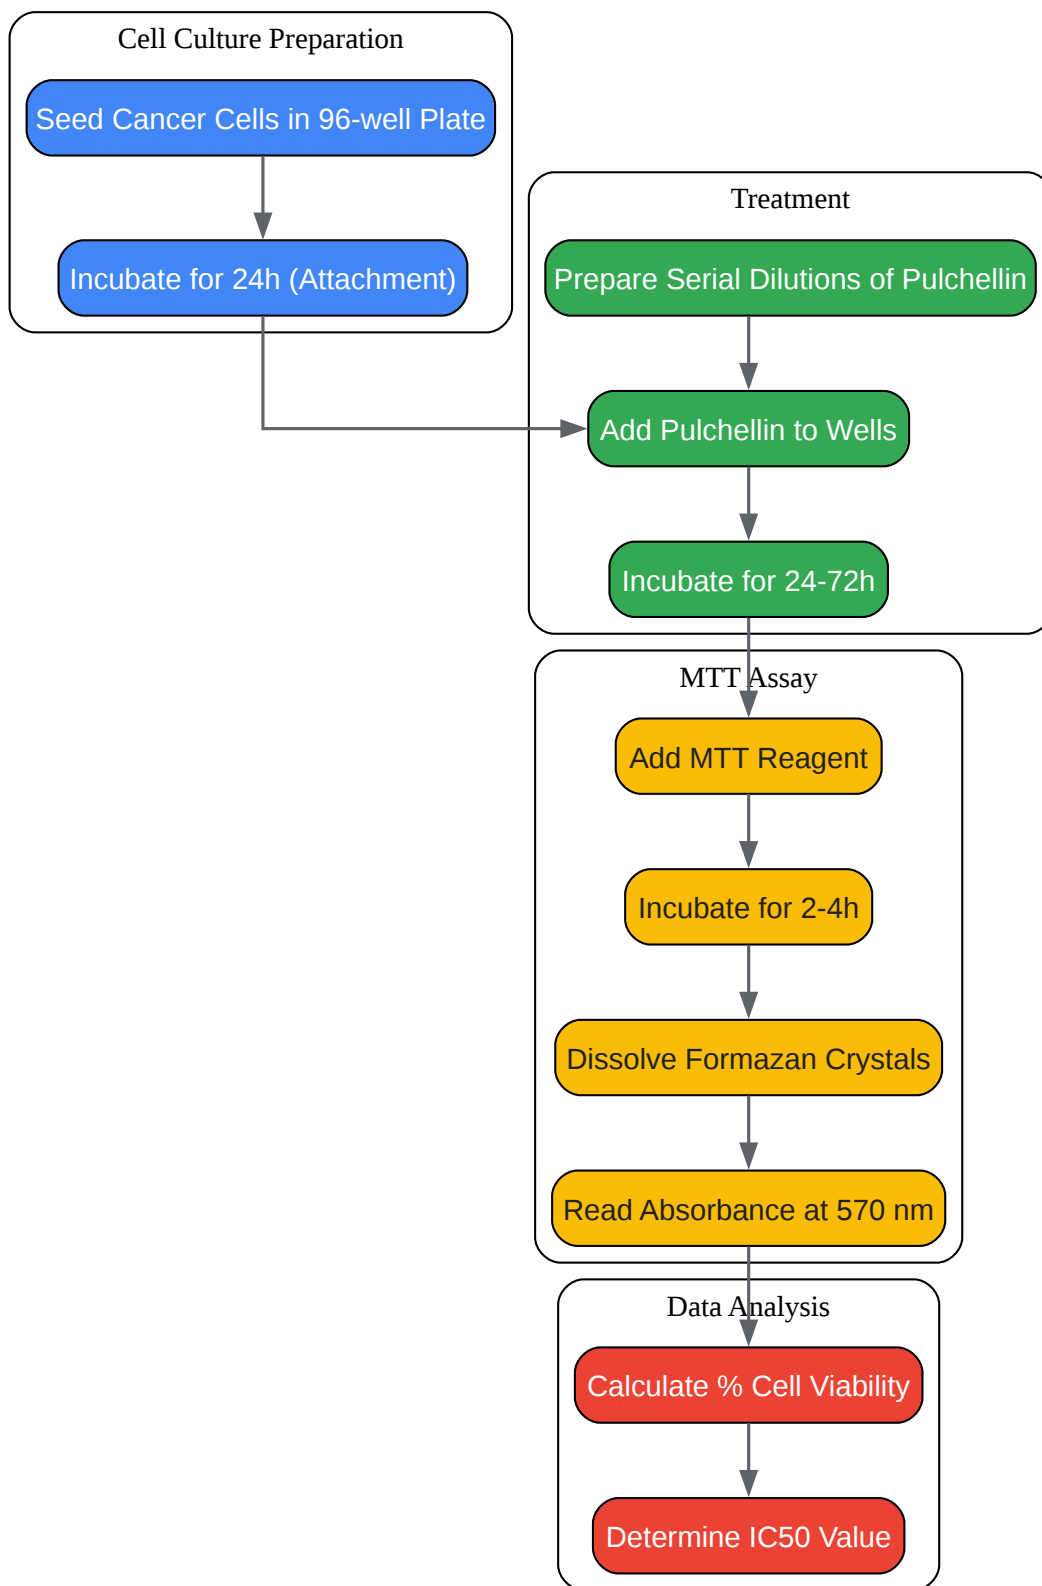 Cell Culture Preparation
Seed Cancer Cells in 96-well Plate
Incubate for 24h (Attachment)
Treatment
Prepare Serial Dilutions of Pulchellin
Add Pulchellin to Wells
Incubate for 24-72h
MTT Assay
Add MTT Reagent
Incubate for 2-4h
Dissolve Formazan Crystals
Read Absorbance at 570 nm
Data Analysis
Calculate % Cell Viability
Determine IC50 Value